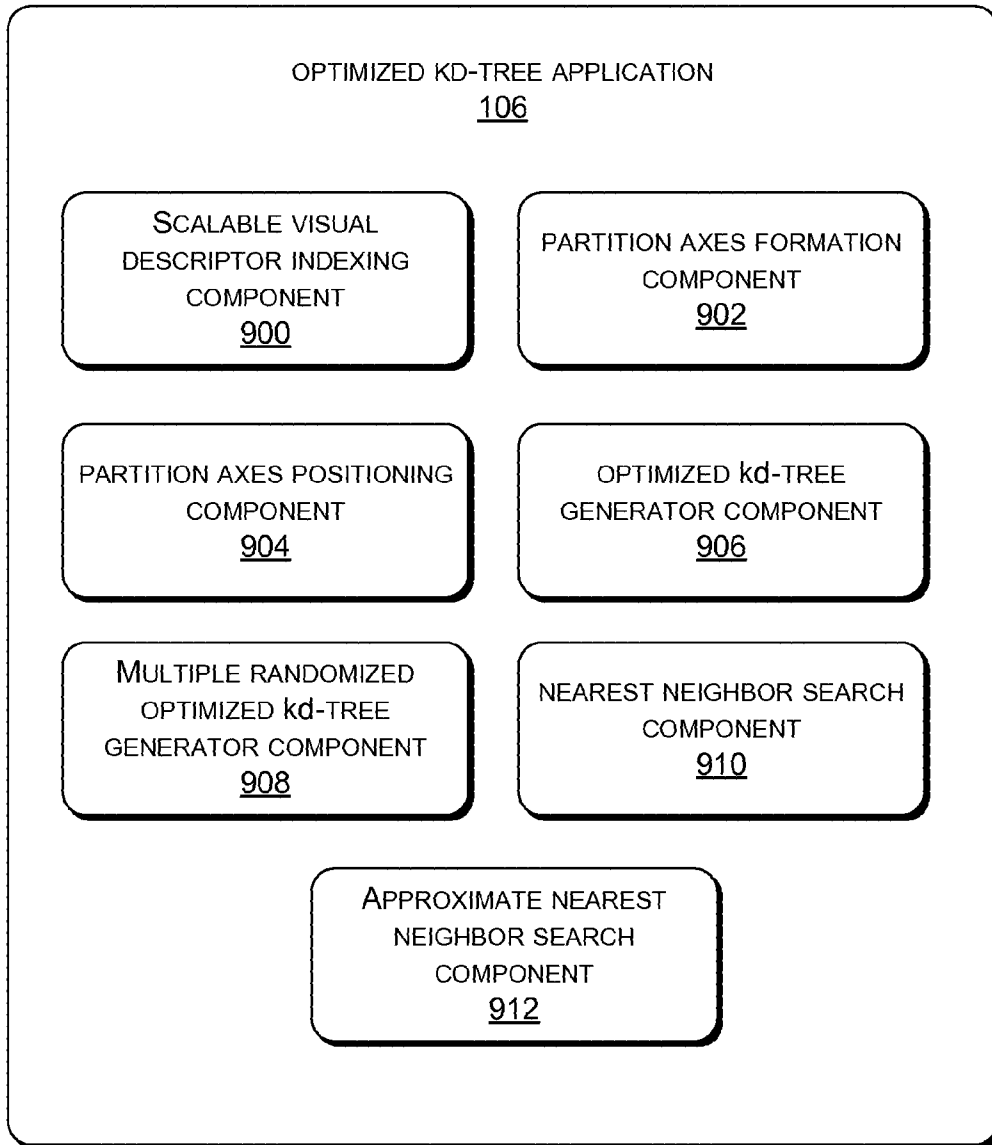 OPTIMIZED KD-TREE APPLICATION
106
SCALABLE VISUAL
DESCRIPTOR INDEXING
COMPONENT
900
PARTITION AXES FORMATION
COMPONENT
902
PARTITION AXES POSITIONING
COMPONENT
904
OPTIMIZED kd-TREE
GENERATOR COMPONENT
906
MULTIPLE RANDOMIZED
OPTIMIZED kd-TREE
GENERATOR COMPONENT
908
NEAREST NEIGHBOR SEARCH
COMPONENT
910
APPROXIMATE NEAREST
NEIGHBOR SEARCH
COMPONENT
912